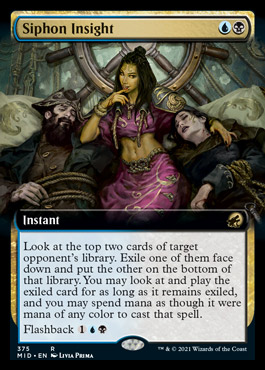 Siphon Insight
Instant
Look at the top two cards of target
opponent's library. Exile one of them face
down and put the other on the bottom of
that library. You may look at and play the
exiled card for as long as it remains exiled,
and you may spend mana as though it were
mana of any color to cast that spell.
Flashback 1
375 R
MID • EN LIVIA PRIMA
™ & © 2021 Wizards of the Coast